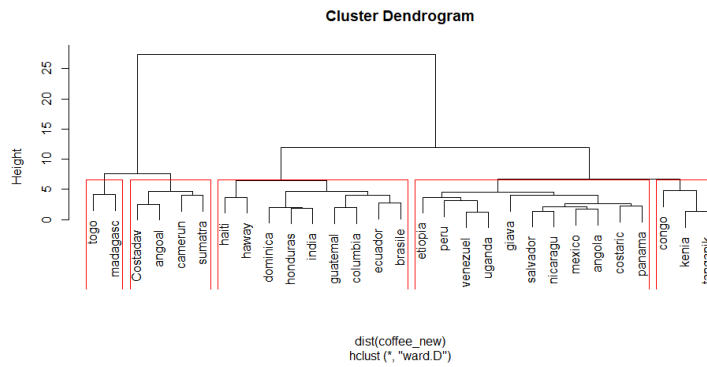 Cluster Dendrogram
Height
0
5
10
15
20
25
togo
madagasc
Costadav
angoal
camerun
sumatra
haiti
haway
dominica
honduras
india
guatemal
columbia
ecuador
brasile
etiopia
peru
venezuel
uganda
giava
salvador
nicaragu
mexico
angola
costaric
panama
congo
kenia
dist(coffee_new)
hclust (*, "ward.D")